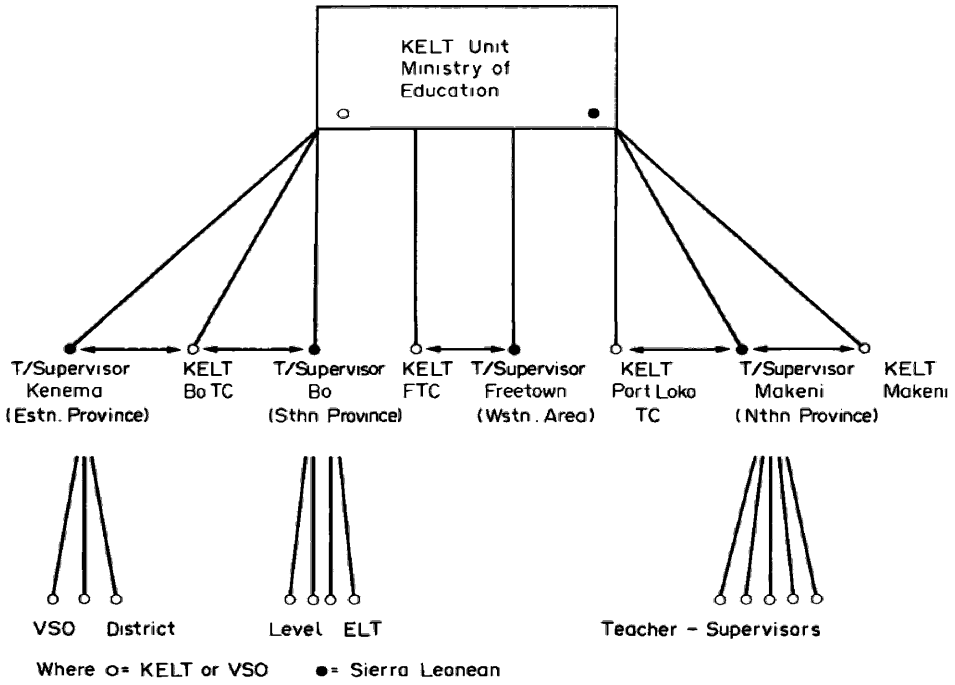 KELT Unit
Ministry of
Education
T/Supervisor
Kenema
(Estn. Province)
KELT
Bo TC
T/Supervisor
Bo
(Sthn Province)
KELT
FTC
T/Supervisor
Freetown
(Wstn. Area)
KELT
Port Loko
TC
T/Supervisor
Makeni
(Nthn Province)
KELT
Makeni
VSO District Level ELT Teacher - Supervisors
Where o= KELT or VSO ●= Sierra Leonean